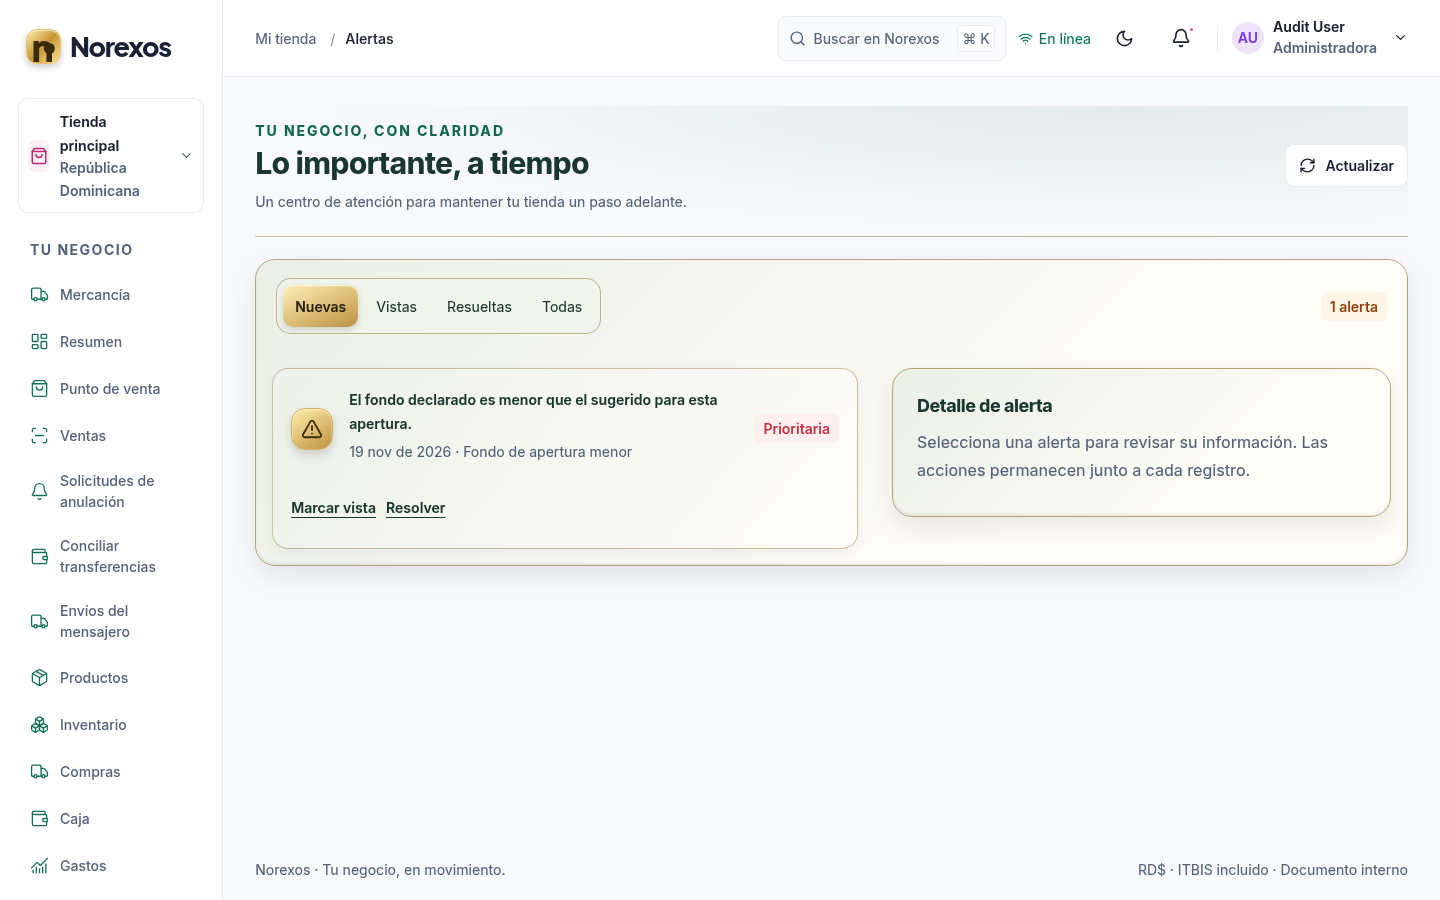 Norexos
Tienda
principal
República
Dominicana
TU NEGOCIO
Mercancía
Resumen
Punto de venta
Ventas
Solicitudes de
anulación
Conciliar
transferencias
Envíos del
mensajero
Productos
Inventario
Compras
Caja
Gastos
Mi tienda / Alertas
Buscar en Norexos ⌘ K
En línea
AU
Audit User
Administradora
TU NEGOCIO, CON CLARIDAD
Lo importante, a tiempo
Un centro de atención para mantener tu tienda un paso adelante.
Actualizar
Nuevas Vistas Resueltas Todas
1 alerta
El fondo declarado es menor que el sugerido para esta
apertura.
19 nov de 2026 · Fondo de apertura menor
Prioritaria
Marcar vista Resolver
Detalle de alerta
Selecciona una alerta para revisar su información. Las
acciones permanecen junto a cada registro.
Norexos · Tu negocio, en movimiento.
RD$ · ITBIS incluido · Documento interno